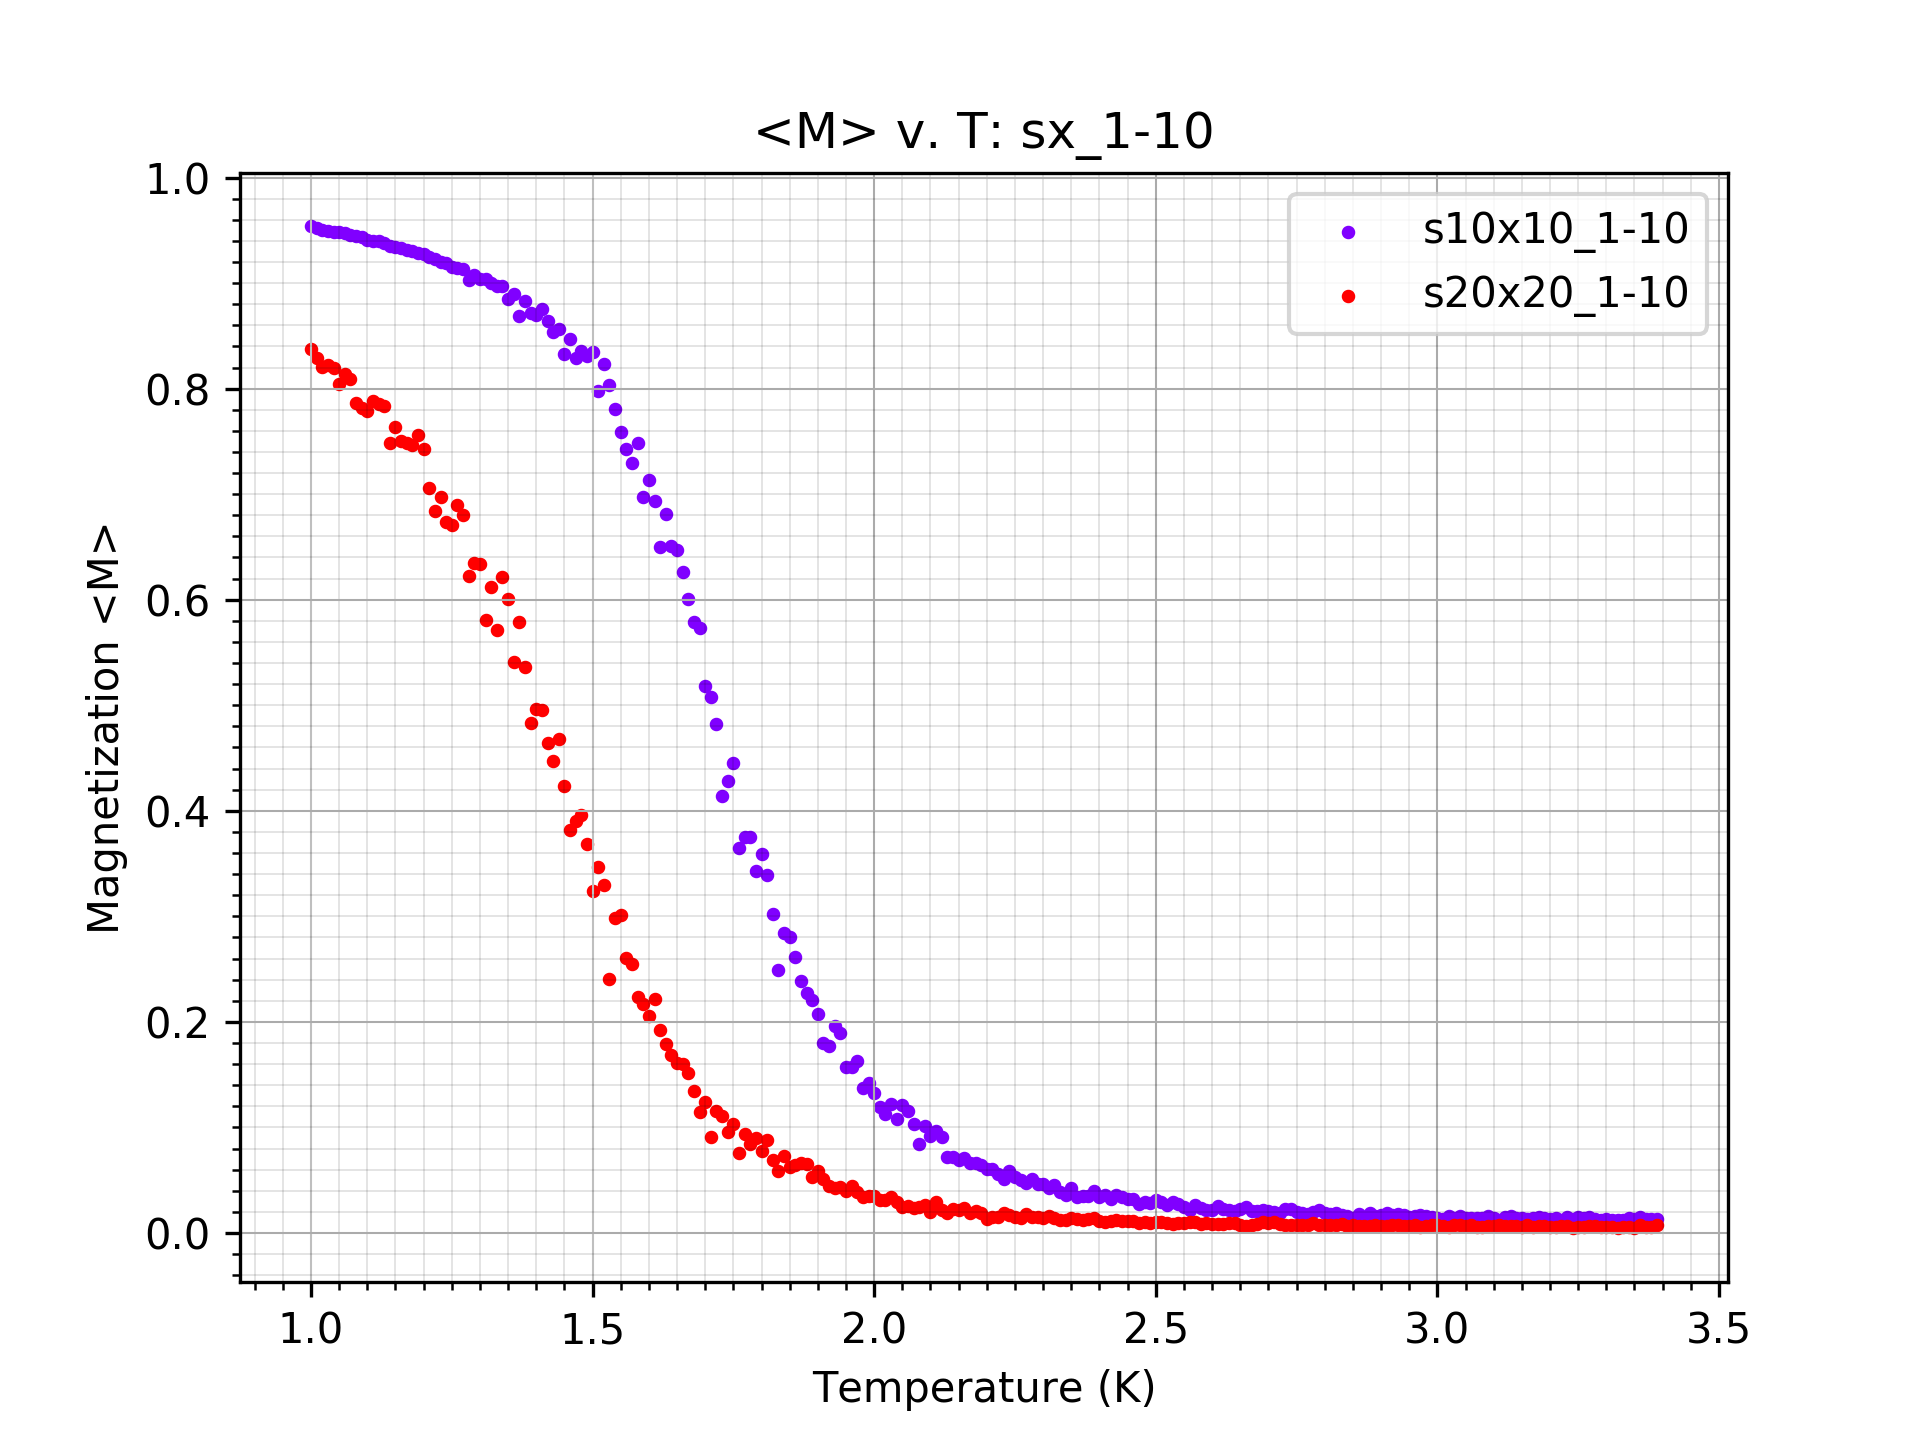 <M> v. T: sx_1-10
s10x10_1-10
s20x20_1-10
1.0
0.8
0.6
0.4
0.2
0.0
Magnetization <M>
1.0 1.5 2.0 2.5 3.0 3.5
Temperature (K)